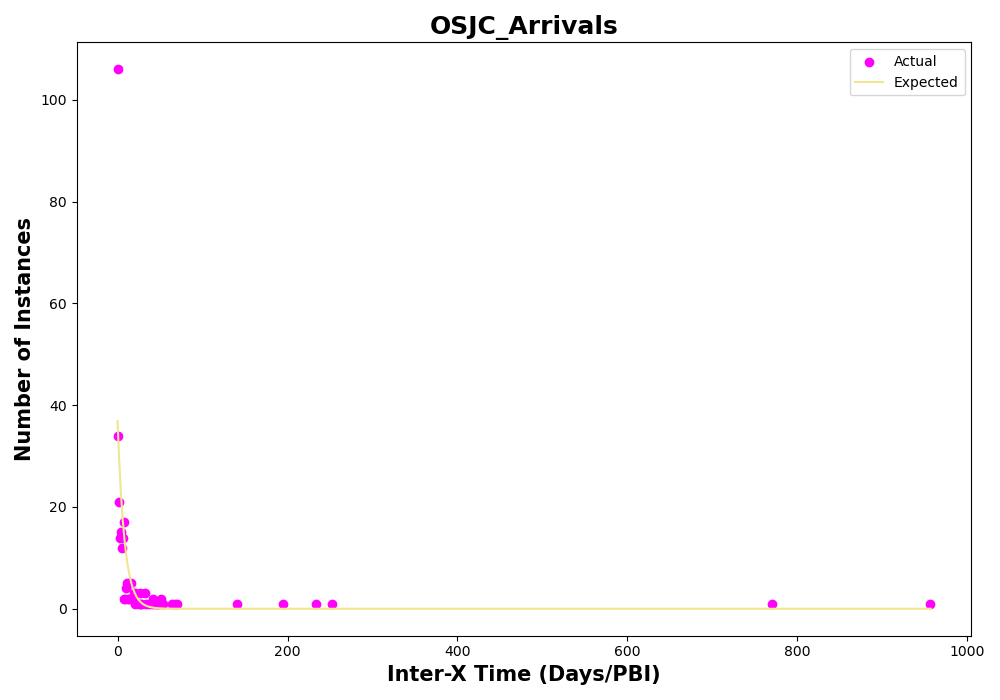 OSJC_Arrivals
Actual
Expected
Number of Instances
100
80
60
40
20
0
0 200 400 600 800 1000
Inter-X Time (Days/PBI)